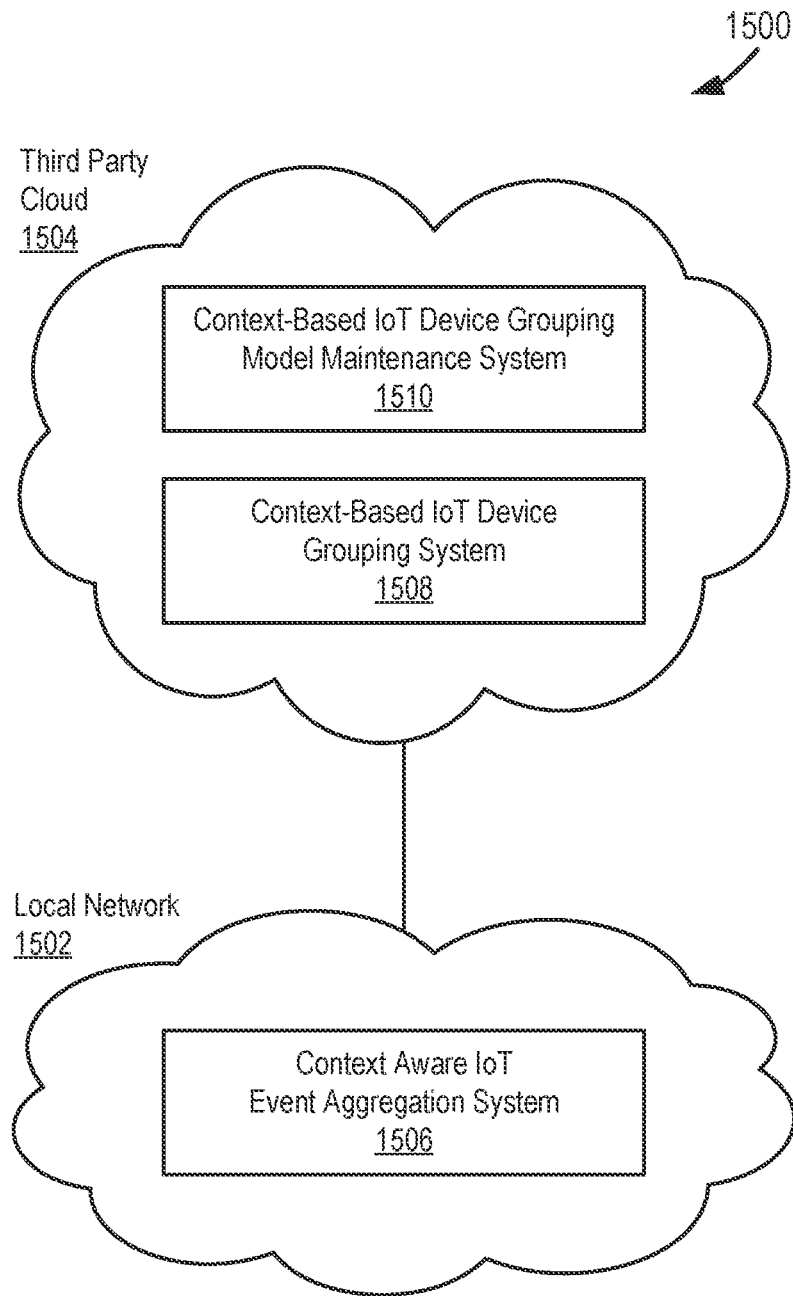 1500
Third Party
Cloud
1504
Context-Based IoT Device Grouping
Model Maintenance System
1510
Context-Based IoT Device
Grouping System
1508
Local Network
1502
Context Aware IoT
Event Aggregation System
1506